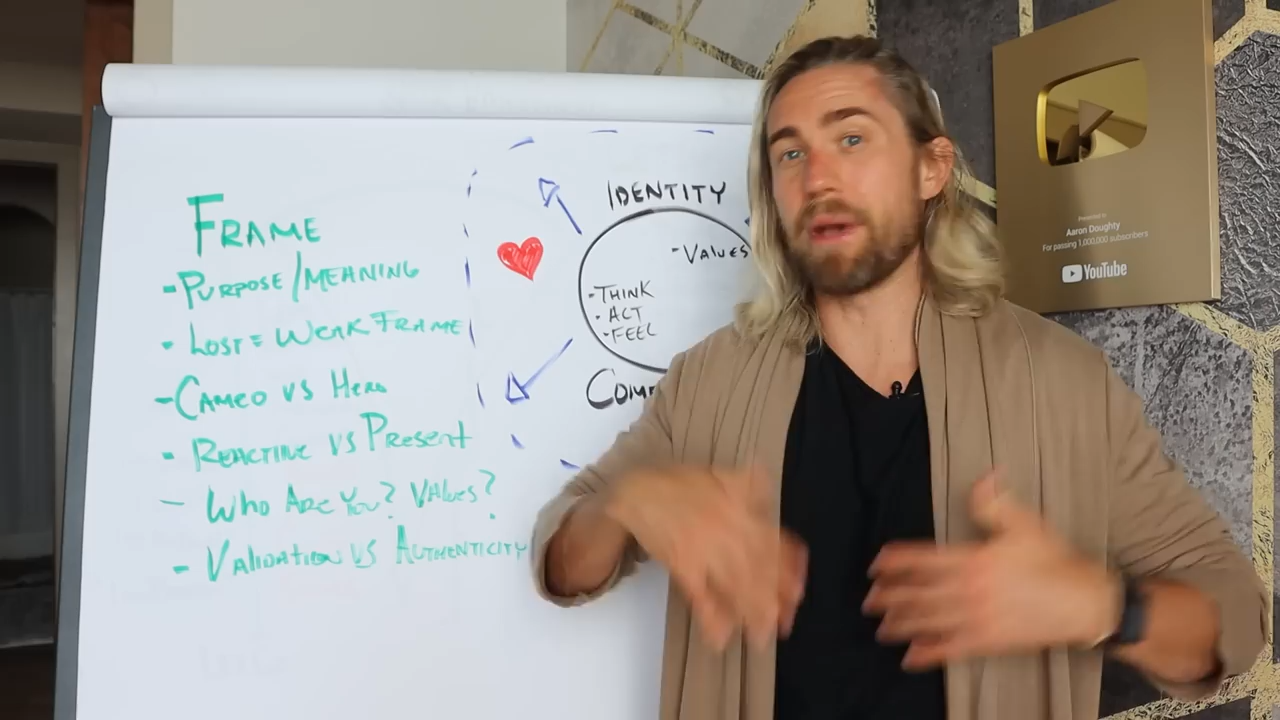 FRAME
- PURPOSE/MEANING
• LOST = WEAK FRAME
- CAMEO VS HERO
• REACTIVE VS PRESENT
- WHO ARE YOU? VALUES?
- VALIDATION VS AUTHENTICITY
IDENTITY
- VALUES
- THINK
• ACT
• FEEL
Presented to
Aaron Doughty
For passing 1,000,000 subscribers
YouTube